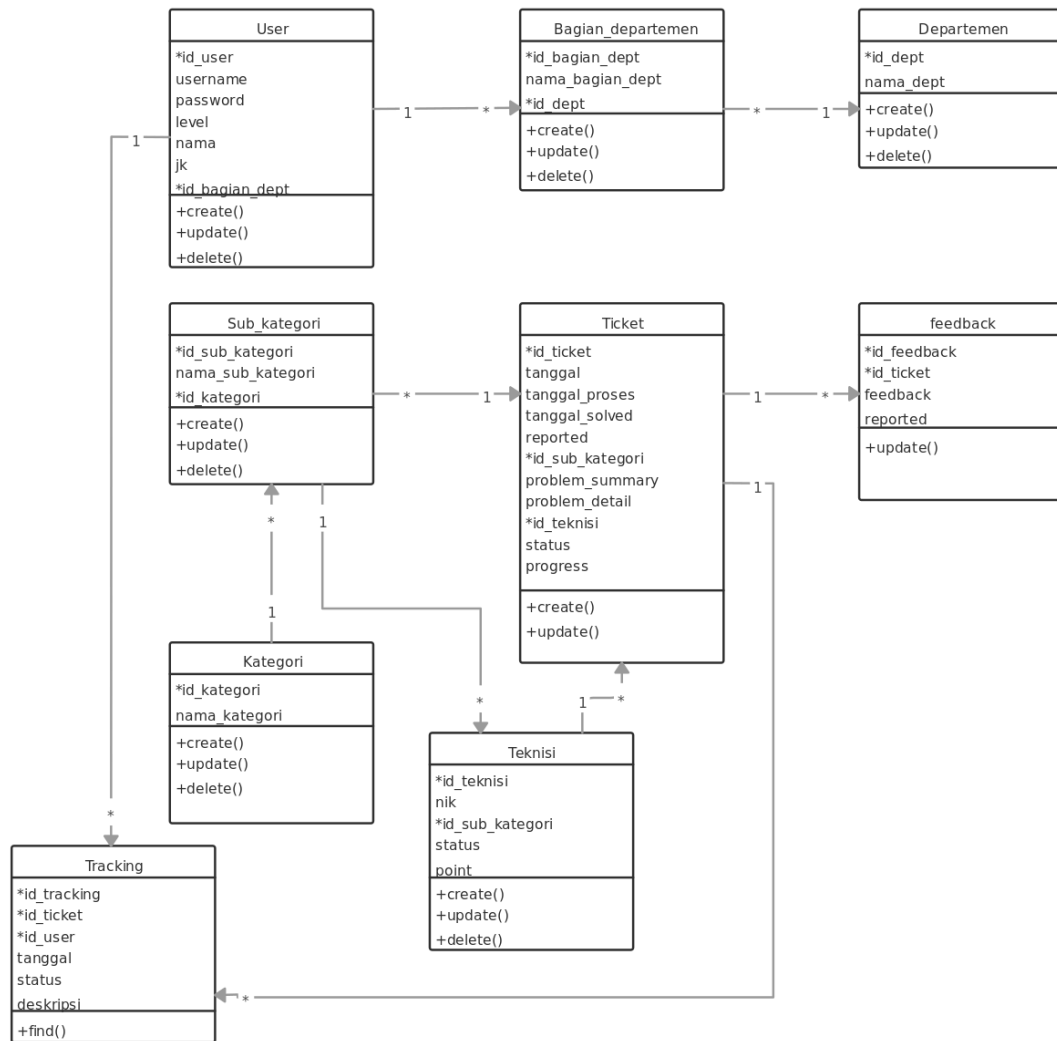 User
*id_user
username
password
level
nama
jk
*id_bagian_dept
+create()
+update()
+delete()
1
*
Bagian_departemen
*id_bagian_dept
nama_bagian_dept
*id_dept
+create()
+update()
+delete()
*
1
Departemen
*id_dept
nama_dept
+create()
+update()
+delete()
1
Sub_kategori
*id_sub_kategori
nama_sub_kategori
*id_kategori
+create()
+update()
+delete()
*
1
Ticket
*id_ticket
tanggal
tanggal_proses
tanggal_solved
reported
*id_sub_kategori
problem_summary
problem_detail
*id_teknisi
status
progress
+create()
+update()
1
*
feedback
*id_feedback
*id_ticket
feedback
reported
+update()
1
*
1
1
Kategori
*id_kategori
nama_kategori
+create()
+update()
+delete()
*
1
*
Teknisi
*id_teknisi
nik
*id_sub_kategori
status
point
+create()
+update()
+delete()
*
Tracking
*id_tracking
*id_ticket
*id_user
tanggal
status
deskripsi
+find()
*